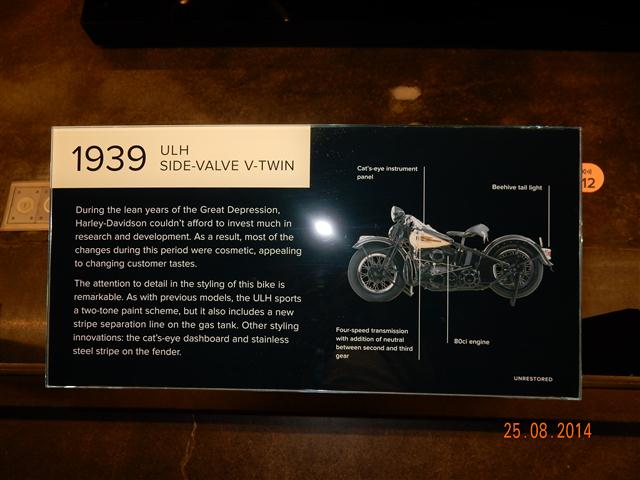 1939
ULH
SIDE-VALVE V-TWIN
During the lean years of the Great Depression,
Harley-Davidson couldn't afford to invest much in
research and development. As a result, most of the
changes during this period were cosmetic, appealing
to changing customer tastes.
The attention to detail in the styling of this bike is
remarkable. As with previous models, the ULH sports
a two-tone paint scheme, but it also includes a new
stripe separation line on the gas tank. Other styling
innovations: the cat's-eye dashboard and stainless
steel stripe on the fender.
Cat's-eye instrument
panel
Beehive tail light
Four-speed transmission
with addition of neutral
between second and third
gear
80ci engine
UNRESTORED
12
25.08.2014